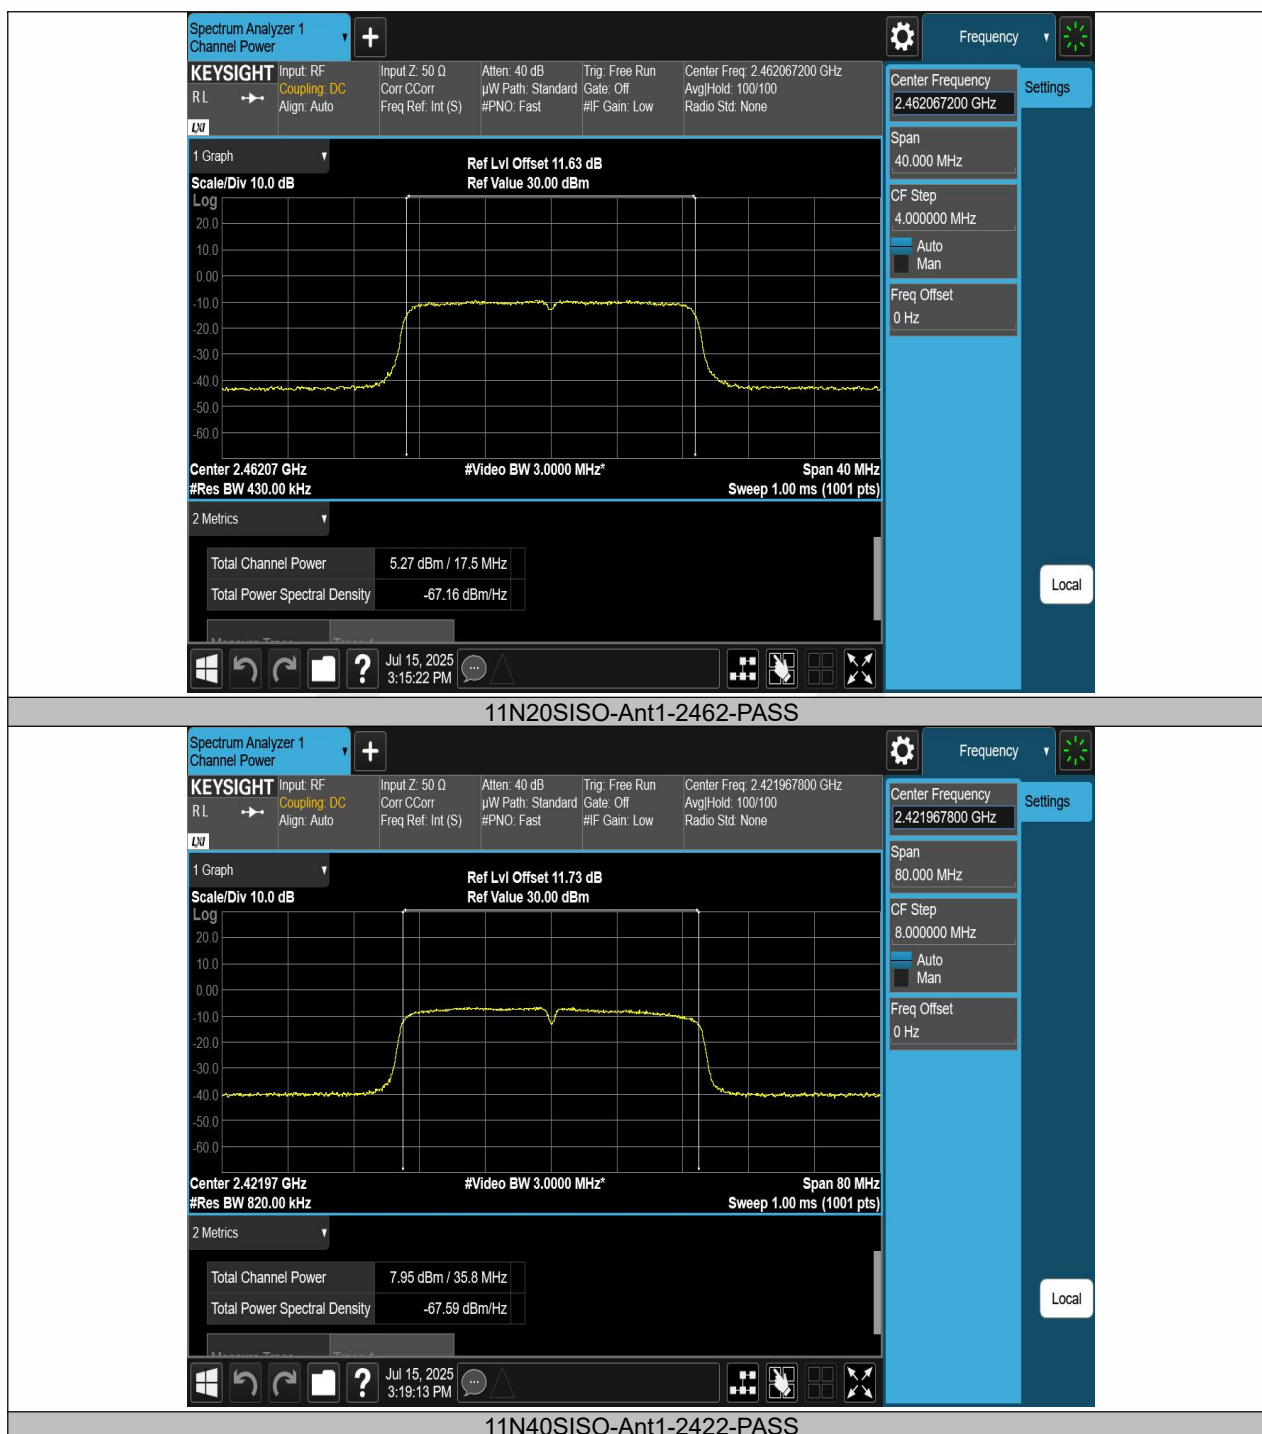 Spectrum Analyzer 1
Channel Power
Frequency
KEYSIGHT
R L
LXI
Input: RF
Coupling: DC
Align: Auto
Input Z: 50 Ω
Corr CCorr
Freq Ref: Int (S)
Atten: 40 dB
µW Path: Standard
#PNO: Fast
Trig: Free Run
Gate: Off
#IF Gain: Low
Center Freq: 2.462067200 GHz
Avg|Hold: 100/100
Radio Std: None
Center Frequency
2.462067200 GHz
Settings
Span
40.000 MHz
CF Step
4.000000 MHz
Auto
Man
Freq Offset
0 Hz
Local
1 Graph
Scale/Div 10.0 dB
Ref Lvl Offset 11.63 dB
Ref Value 30.00 dBm
Log
20.0
10.0
0.00
-10.0
-20.0
-30.0
-40.0
-50.0
-60.0
Center 2.46207 GHz
#Video BW 3.0000 MHz*
Span 40 MHz
#Res BW 430.00 kHz
Sweep 1.00 ms (1001 pts)
2 Metrics
Total Channel Power 5.27 dBm / 17.5 MHz
Total Power Spectral Density -67.16 dBm/Hz
?
Jul 15, 2025
3:15:22 PM
11N20SISO-Ant1-2462-PASS
Spectrum Analyzer 1
Channel Power
Frequency
KEYSIGHT
R L
LXI
Input: RF
Coupling: DC
Align: Auto
Input Z: 50 Ω
Corr CCorr
Freq Ref: Int (S)
Atten: 40 dB
µW Path: Standard
#PNO: Fast
Trig: Free Run
Gate: Off
#IF Gain: Low
Center Freq: 2.421967800 GHz
Avg|Hold: 100/100
Radio Std: None
Center Frequency
2.421967800 GHz
Settings
Span
80.000 MHz
CF Step
8.000000 MHz
Auto
Man
Freq Offset
0 Hz
Local
1 Graph
Scale/Div 10.0 dB
Ref Lvl Offset 11.73 dB
Ref Value 30.00 dBm
Log
20.0
10.0
0.00
-10.0
-20.0
-30.0
-40.0
-50.0
-60.0
Center 2.42197 GHz
#Video BW 3.0000 MHz*
Span 80 MHz
#Res BW 820.00 kHz
Sweep 1.00 ms (1001 pts)
2 Metrics
Total Channel Power 7.95 dBm / 35.8 MHz
Total Power Spectral Density -67.59 dBm/Hz
?
Jul 15, 2025
3:19:13 PM
11N40SISO-Ant1-2422-PASS